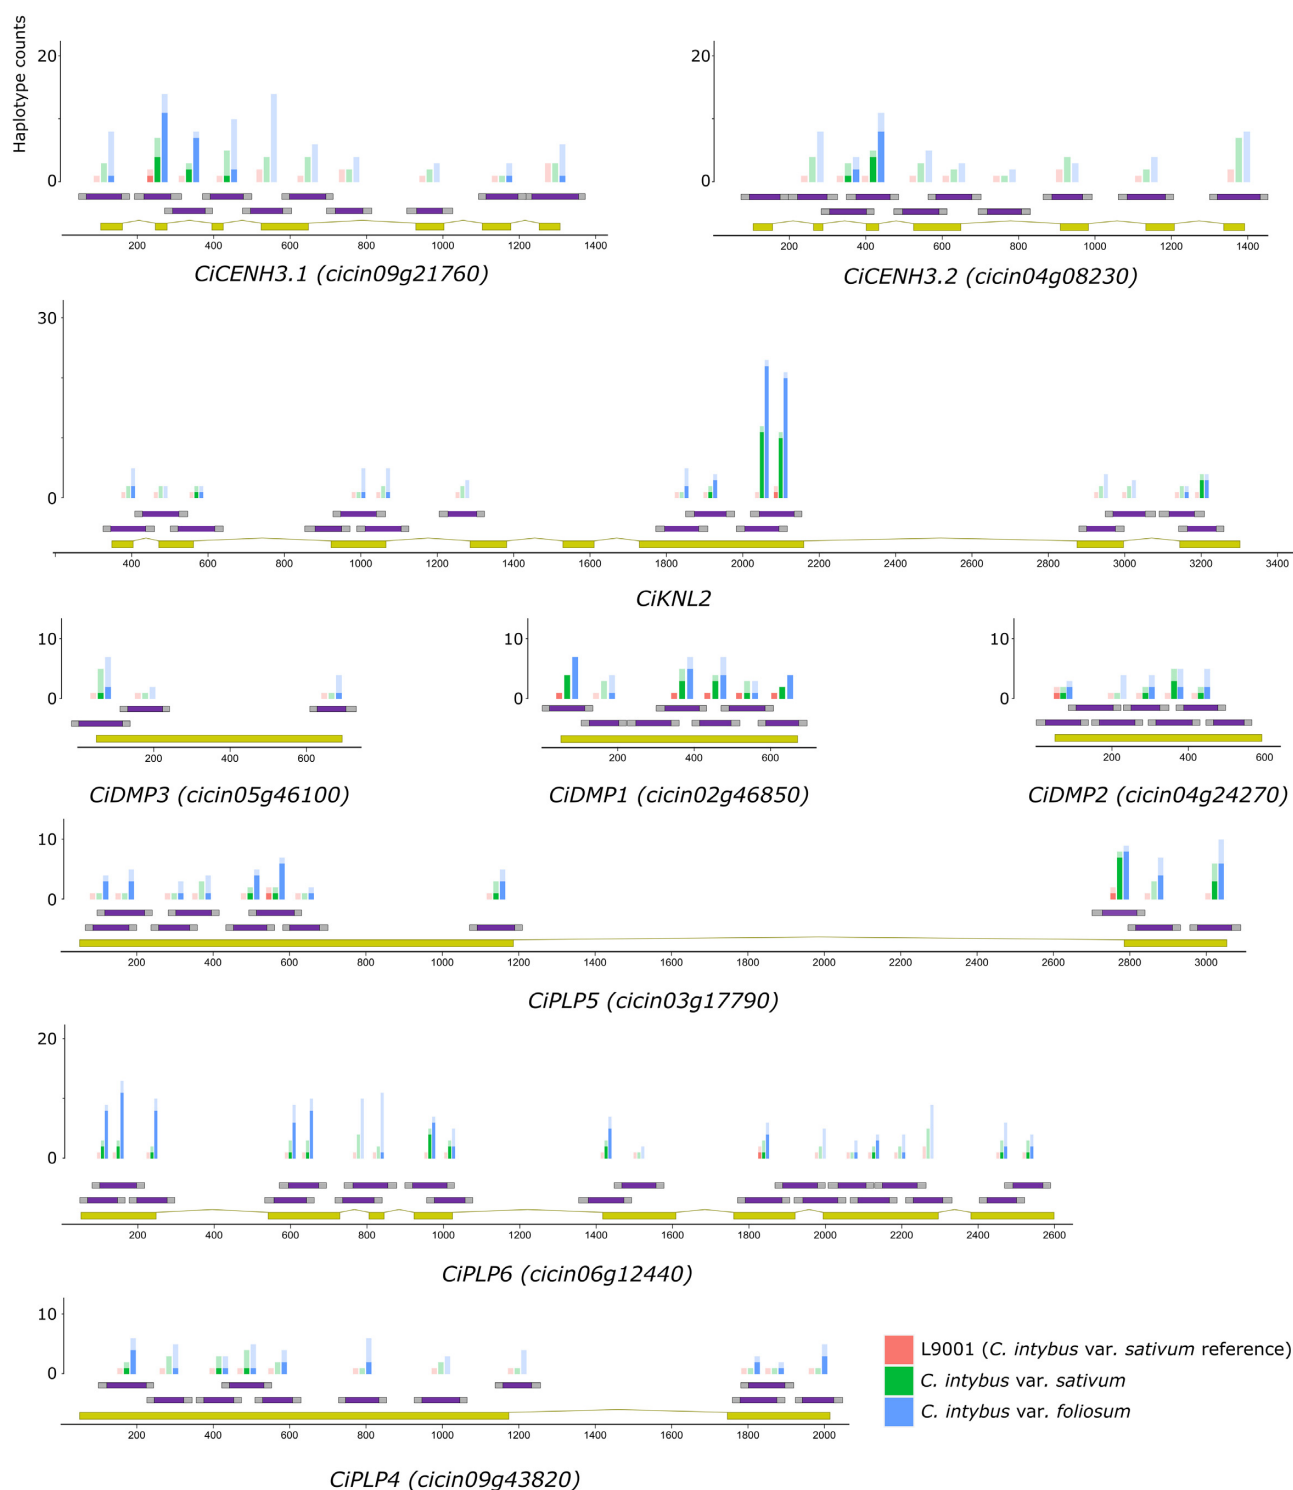 Haplotype counts
20
0
200 400 600 800 1000 1200 1400
CiCENH3.1 (cicin09g21760)
20
0
200 400 600 800 1000 1200 1400
CiCENH3.2 (cicin04g08230)
30
0
400 600 800 1000 1200 1400 1600 1800 2000 2200 2400 2600 2800 3000 3200 3400
CiKNL2
10
0
200 400 600
CiDMP3 (cicin05g46100)
10
0
200 400 600
CiDMP1 (cicin02g46850)
10
0
200 400 600
CiDMP2 (cicin04g24270)
10
0
200 400 600 800 1000 1200 1400 1600 1800 2000 2200 2400 2600 2800 3000
CiPLP5 (cicin03g17790)
20
0
200 400 600 800 1000 1200 1400 1600 1800 2000 2200 2400 2600
CiPLP6 (cicin06g12440)
10
0
200 400 600 800 1000 1200 1400 1600 1800 2000
CiPLP4 (cicin09g43820)
L9001 (C. intybus var. sativum reference)
C. intybus var. sativum
C. intybus var. foliosum